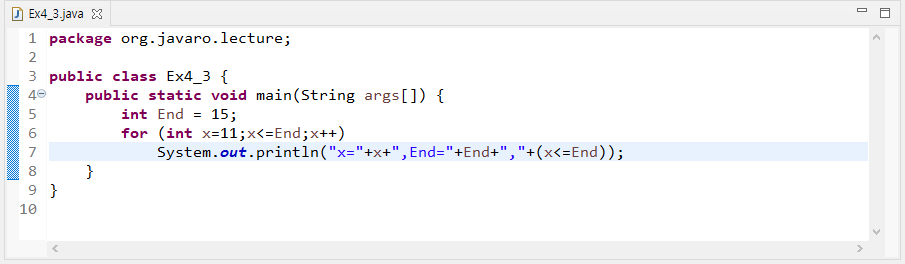 Ex4_3.java
1 package org.javaro.lecture;
2
3 public class Ex4_3 {
4     public static void main(String args[]) {
5         int End = 15;
6         for (int x=11;x<=End;x++)
7             System.out.println("x="+x+",End="+End+","+(x<=End));
8     }
9 }
10